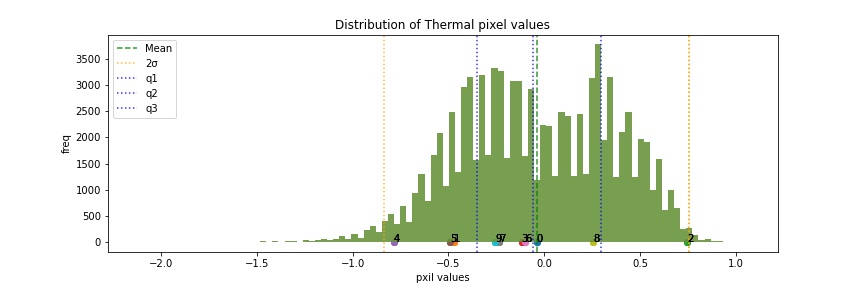 Distribution of Thermal pixel values
Mean
2σ
q1
q2
q3
freq
3500
3000
2500
2000
1500
1000
500
0
4 5 1 9 7 3 6 0 8 2
−2.0 −1.5 −1.0 −0.5 0.0 0.5 1.0
pxil values